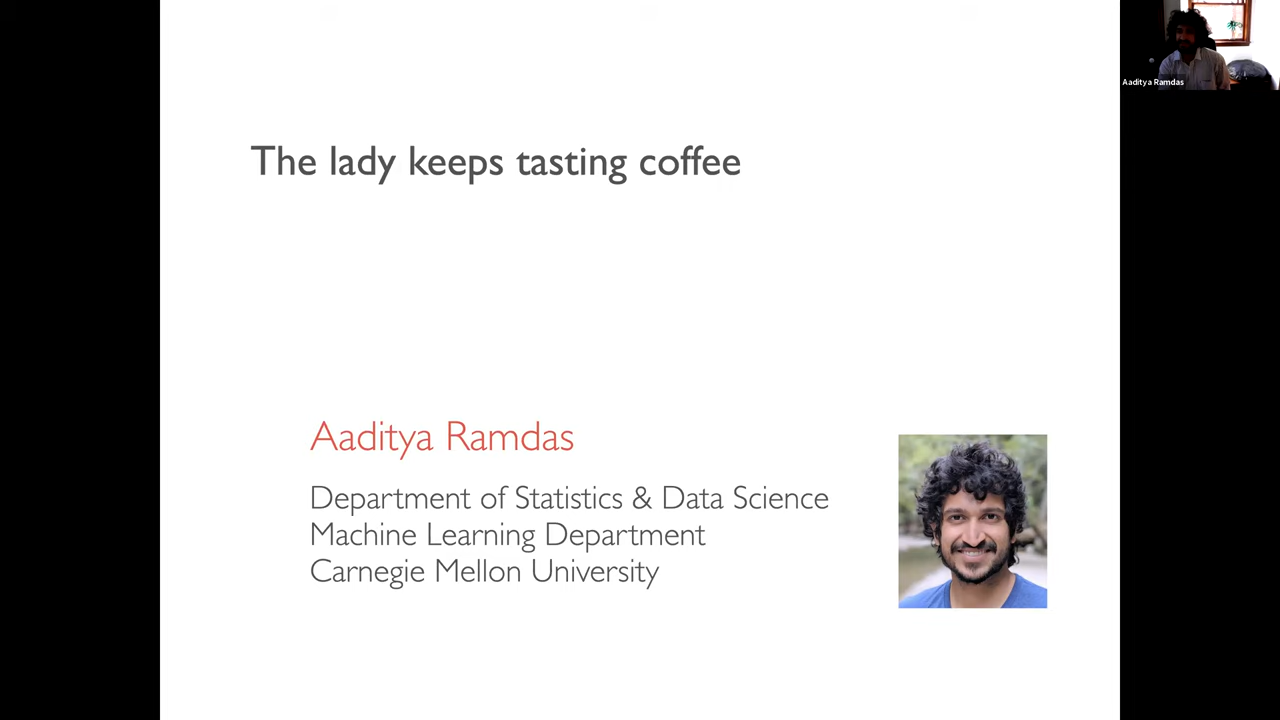 The lady keeps tasting coffee
Aaditya Ramdas
Department of Statistics & Data Science
Machine Learning Department
Carnegie Mellon University
Aaditya Ramdas